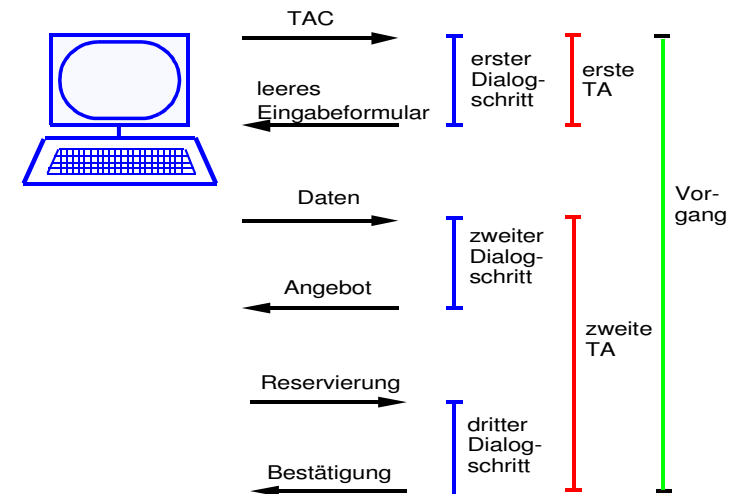 TAC
leeres
Eingabeformular
erster
Dialog-
schritt
erste
TA
Daten
Angebot
zweiter
Dialog-
schritt
Vor-
gang
zweite
TA
Reservierung
Bestätigung
dritter
Dialog-
schritt